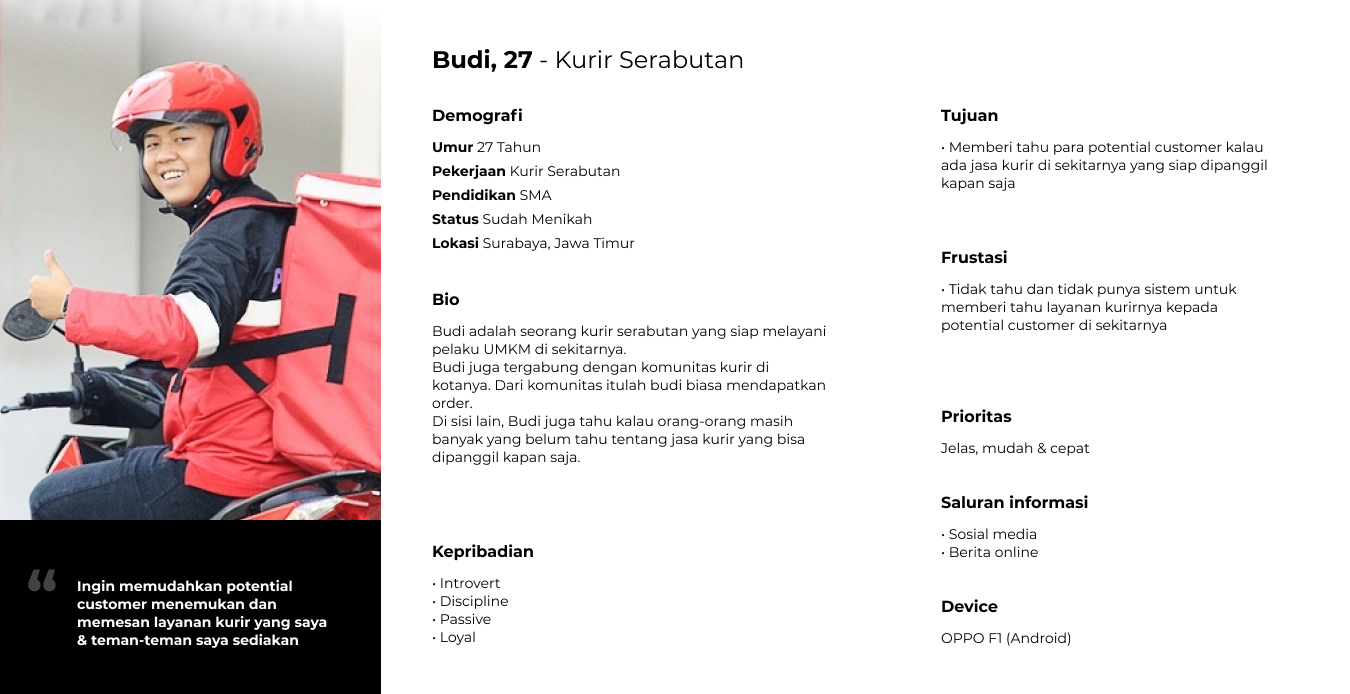 Budi, 27 - Kurir Serabutan
Demografi
Umur 27 Tahun
Pekerjaan Kurir Serabutan
Pendidikan SMA
Status Sudah Menikah
Lokasi Surabaya, Jawa Timur
Bio
Budi adalah seorang kurir serabutan yang siap melayani
pelaku UMKM di sekitarnya.
Budi juga tergabung dengan komunitas kurir di
kotanya. Dari komunitas itulah budi biasa mendapatkan
order.
Di sisi lain, Budi juga tahu kalau orang-orang masih
banyak yang belum tahu tentang jasa kurir yang bisa
dipanggil kapan saja.
Kepribadian
• Introvert
• Discipline
• Passive
• Loyal
Tujuan
• Memberi tahu para potential customer kalau
ada jasa kurir di sekitarnya yang siap dipanggil
kapan saja
Frustasi
• Tidak tahu dan tidak punya sistem untuk
memberi tahu layanan kurirnya kepada
potential customer di sekitarnya
Prioritas
Jelas, mudah & cepat
Saluran informasi
• Sosial media
• Berita online
Device
OPPO F1 (Android)
“ Ingin memudahkan potential
customer menemukan dan
memesan layanan kurir yang saya
& teman-teman saya sediakan